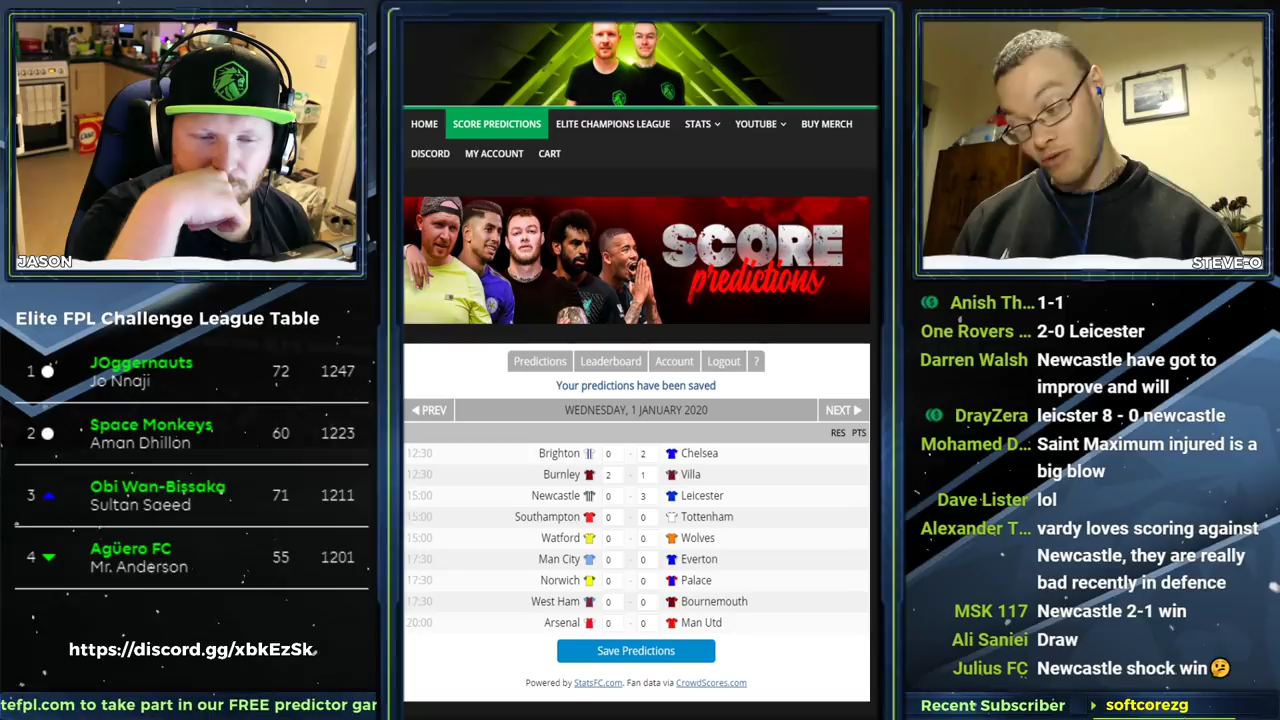 JASON
Elite FPL Challenge League Table
1 JOggernauts 72 1247
Jo Nnaji
2 Space Monkeys 60 1223
Aman Dhillon
3 Obi Wan-Bissaka 71 1211
Sultan Saeed
4 Agüero FC 55 1201
Mr. Anderson
https://discord.gg/xbkEzSk
tefpl.com to take part in our FREE predictor gar
HOME SCORE PREDICTIONS ELITE CHAMPIONS LEAGUE STATS YOUTUBE BUY MERCH
DISCORD MY ACCOUNT CART
SCORE
predictions
Predictions Leaderboard Account Logout ?
Your predictions have been saved
PREV WEDNESDAY, 1 JANUARY 2020 NEXT
RES PTS
12:30 Brighton 0 - 2 Chelsea
12:30 Burnley 2 - 1 Villa
15:00 Newcastle 0 - 3 Leicester
15:00 Southampton 0 - 0 Tottenham
15:00 Watford 0 - 0 Wolves
17:30 Man City 0 - 0 Everton
17:30 Norwich 0 - 0 Palace
17:30 West Ham 0 - 0 Bournemouth
20:00 Arsenal 0 - 0 Man Utd
Save Predictions
Powered by StatsFC.com. Fan data via CrowdScores.com
STEVE-O
Anish Th... 1-1
One Rovers ... 2-0 Leicester
Darren Walsh Newcastle have got to
improve and will
DrayZera leicster 8 - 0 newcastle
Mohamed D... Saint Maximum injured is a
big blow
Dave Lister lol
Alexander T... vardy loves scoring against
Newcastle, they are really
bad recently in defence
MSK 117 Newcastle 2-1 win
Ali Saniei Draw
Julius FC Newcastle shock win🤔
Recent Subscriber softcorezg